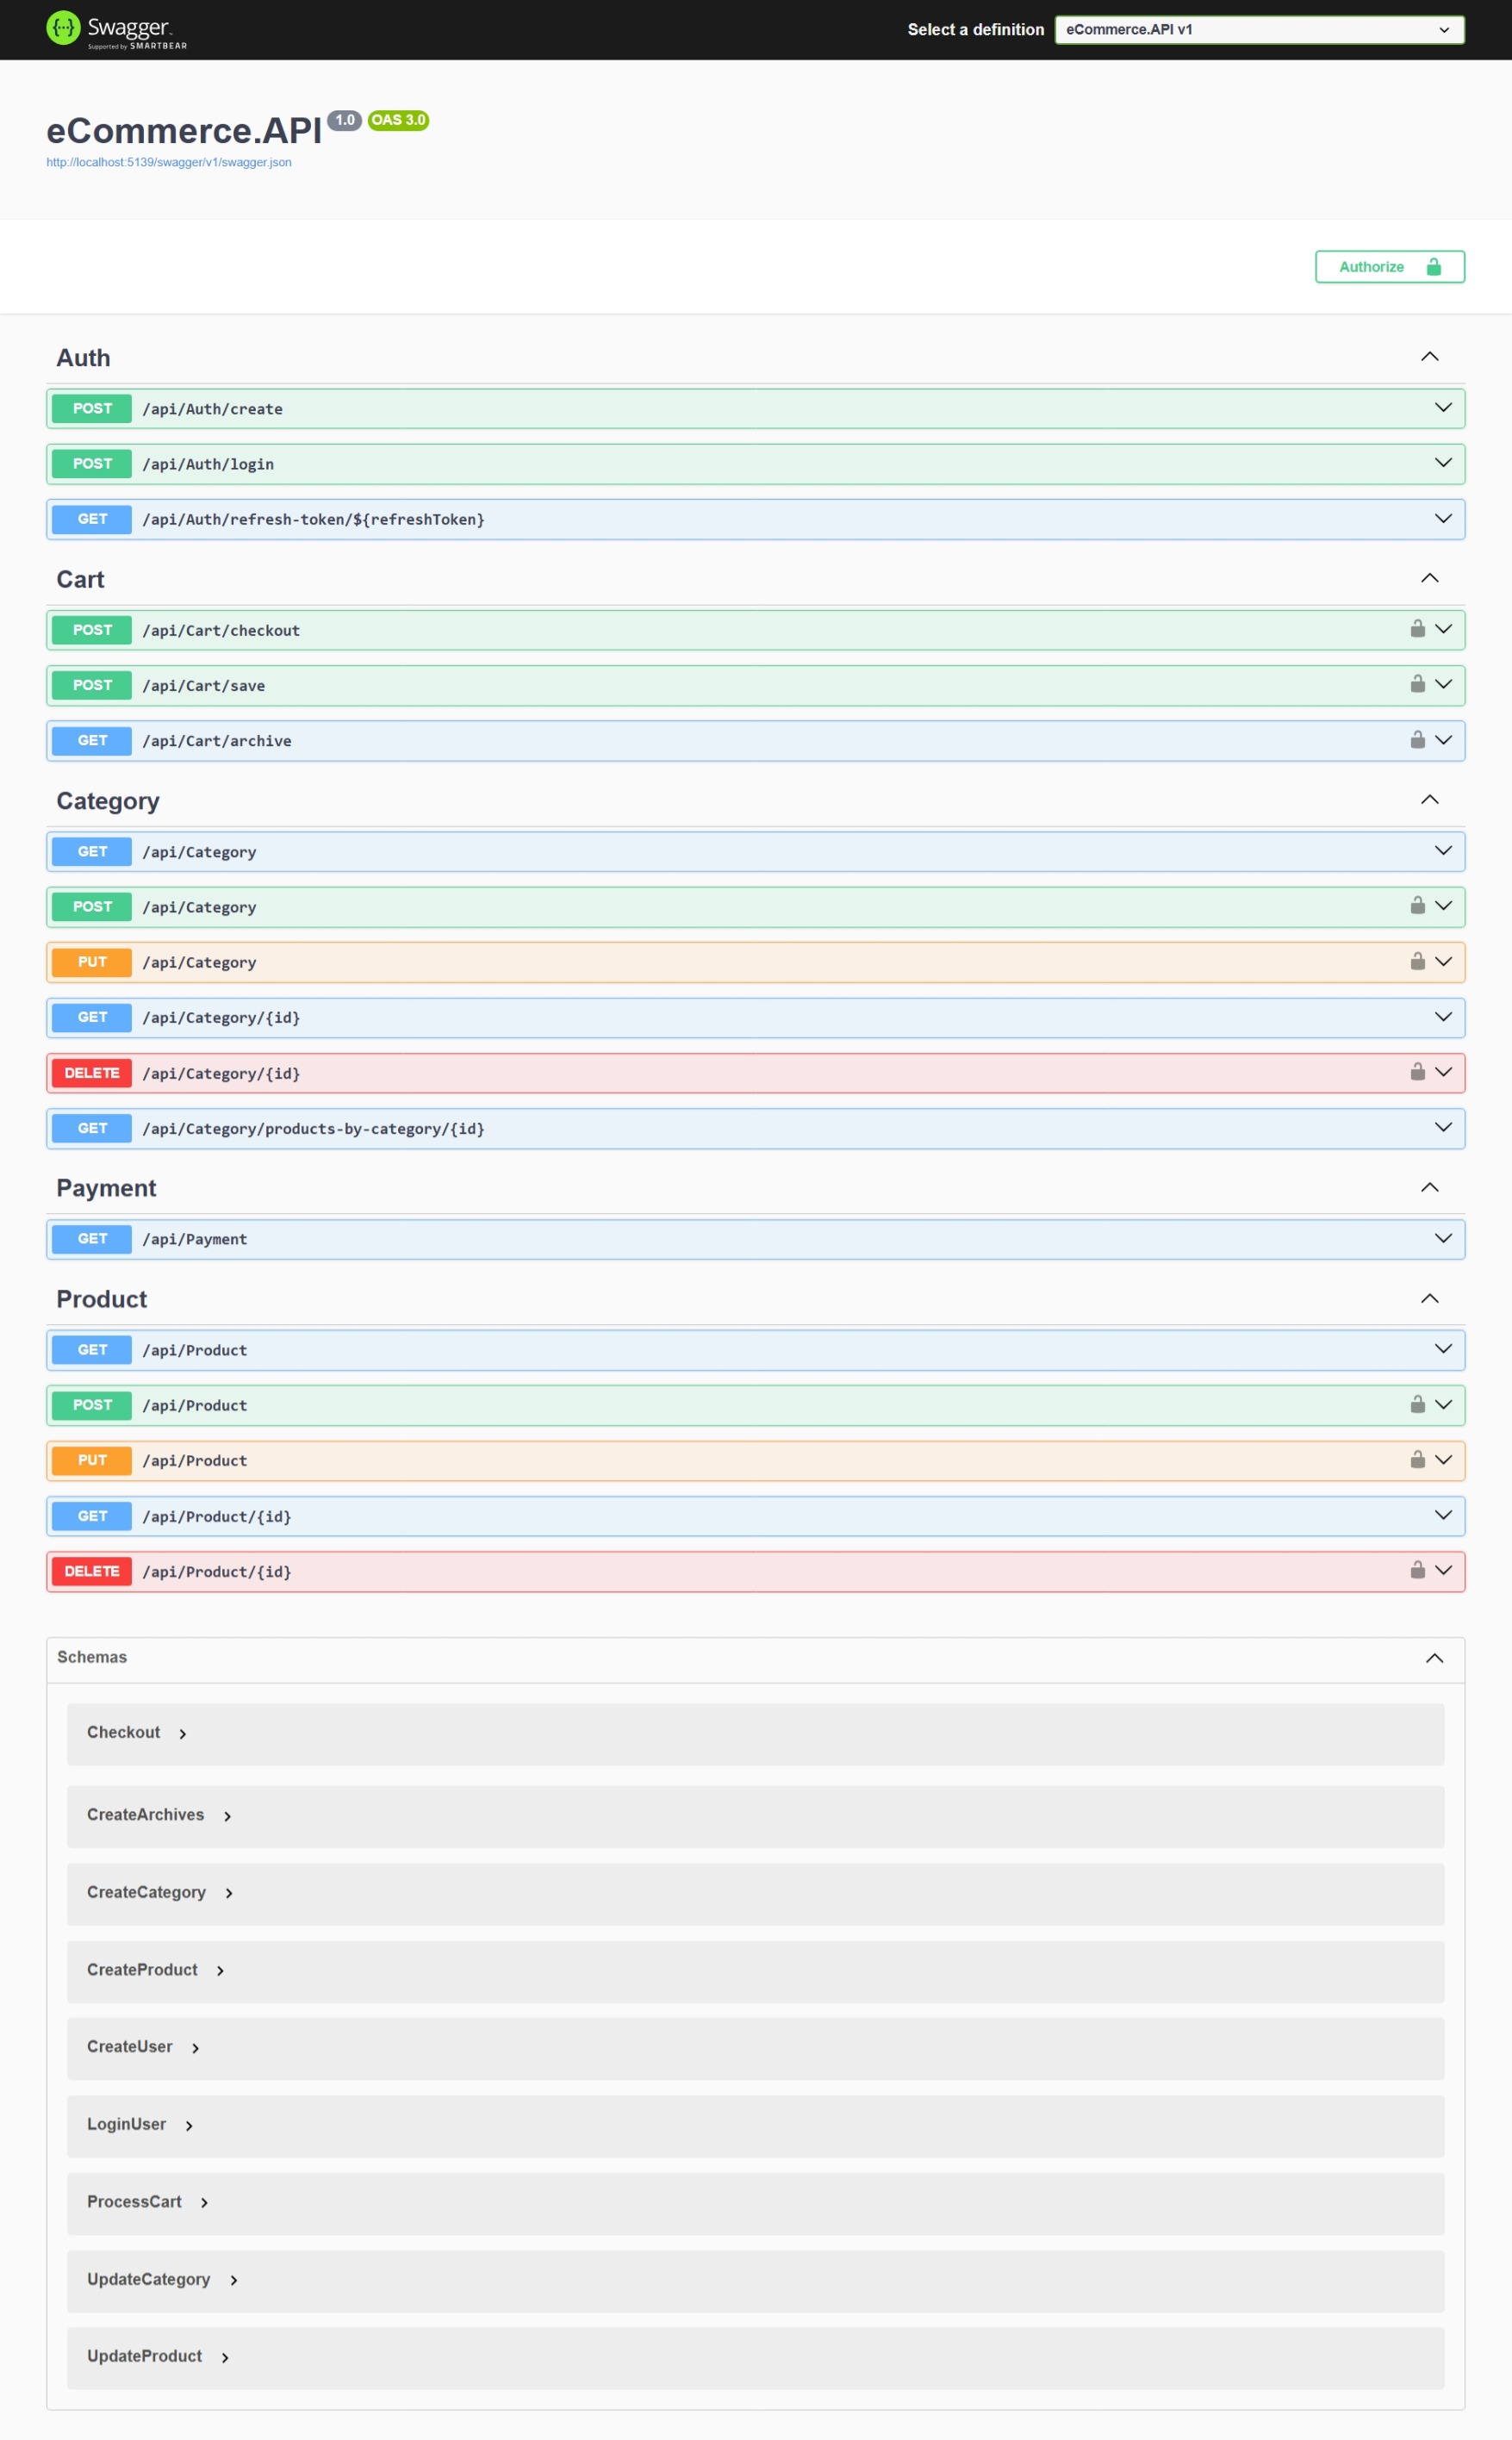 Swagger
Supported by SMARTBEAR
Select a definition eCommerce.API v1
eCommerce.API 1.0 OAS 3.0
http://localhost:5139/swagger/v1/swagger.json
Authorize
Auth
POST /api/Auth/create
POST /api/Auth/login
GET /api/Auth/refresh-token/${refreshToken}
Cart
POST /api/Cart/checkout
POST /api/Cart/save
GET /api/Cart/archive
Category
GET /api/Category
POST /api/Category
PUT /api/Category
GET /api/Category/{id}
DELETE /api/Category/{id}
GET /api/Category/products-by-category/{id}
Payment
GET /api/Payment
Product
GET /api/Product
POST /api/Product
PUT /api/Product
GET /api/Product/{id}
DELETE /api/Product/{id}
Schemas
Checkout
CreateArchives
CreateCategory
CreateProduct
CreateUser
LoginUser
ProcessCart
UpdateCategory
UpdateProduct